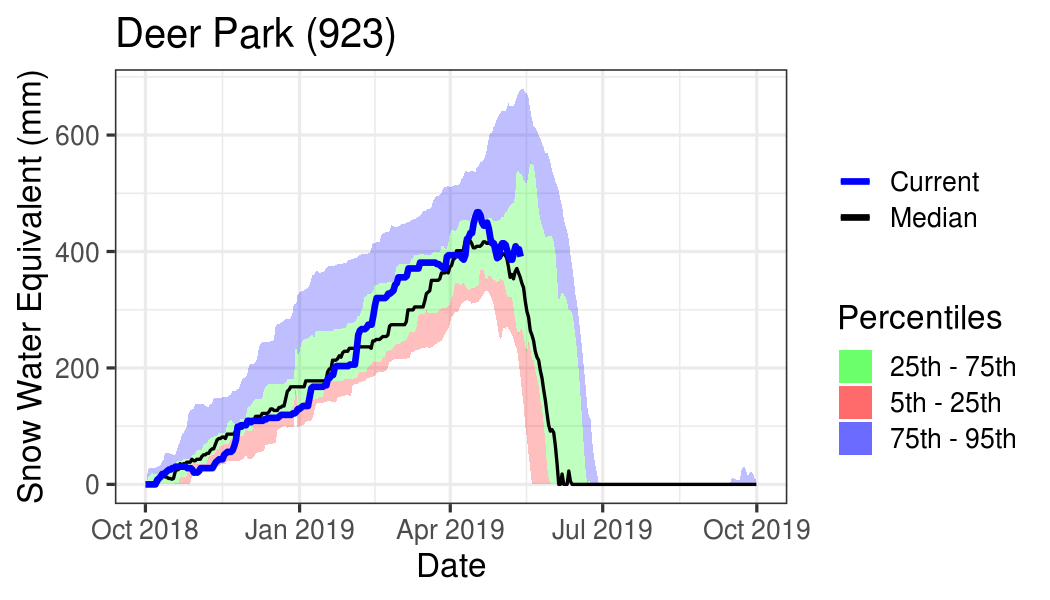 Deer Park (923)
Snow Water Equivalent (mm)
600
400
200
0
Oct 2018
Jan 2019
Apr 2019
Jul 2019
Oct 2019
Date
Current
Median
Percentiles
25th - 75th
5th - 25th
75th - 95th